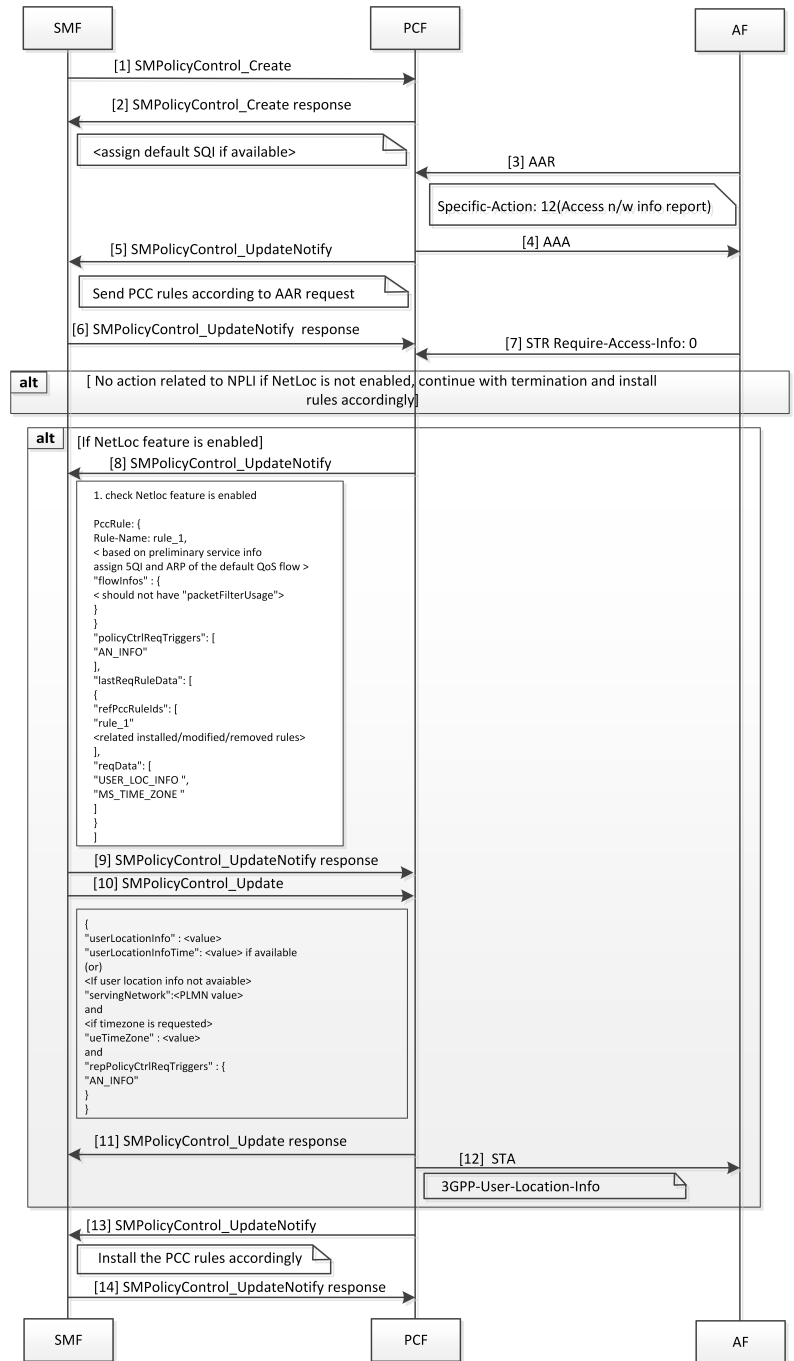 SMF
PCF
AF
[1] SMPolicyControl_Create
[2] SMPolicyControl_Create response
<assign default SQI if available>
[3] AAR
Specific-Action: 12(Access n/w info report)
[4] AAA
[5] SMPolicyControl_UpdateNotify
Send PCC rules according to AAR request
[6] SMPolicyControl_UpdateNotify  response
[7] STR Require-Access-Info: 0
alt
[ No action related to NPLI if NetLoc is not enabled, continue with termination and install
rules accordingly]
alt
[If NetLoc feature is enabled]
[8] SMPolicyControl_UpdateNotify
1. check Netloc feature is enabled
PccRule: {
Rule-Name: rule_1,
< based on preliminary service info
assign 5QI and ARP of the default QoS flow >
"flowInfos" : {
< should not have "packetFilterUsage">
}
}
"policyCtrlReqTriggers": [
"AN_INFO"
],
"lastReqRuleData": [
{
"refPccRuleIds": [
"rule_1"
<related installed/modified/removed rules>
],
"reqData": [
"USER_LOC_INFO ",
"MS_TIME_ZONE "
]
}
]
[9] SMPolicyControl_UpdateNotify response
[10] SMPolicyControl_Update
{
"userLocationInfo" : <value>
"userLocationInfoTime": <value> if available
(or)
<If user location info not avaiable>
"servingNetwork":<PLMN value>
and
<if timezone is requested>
"ueTimeZone" : <value>
and
"repPolicyCtrlReqTriggers" : {
"AN_INFO"
}
}
[11] SMPolicyControl_Update response
[12]  STA
3GPP-User-Location-Info
[13] SMPolicyControl_UpdateNotify
Install the PCC rules accordingly
[14] SMPolicyControl_UpdateNotify response
SMF
PCF
AF